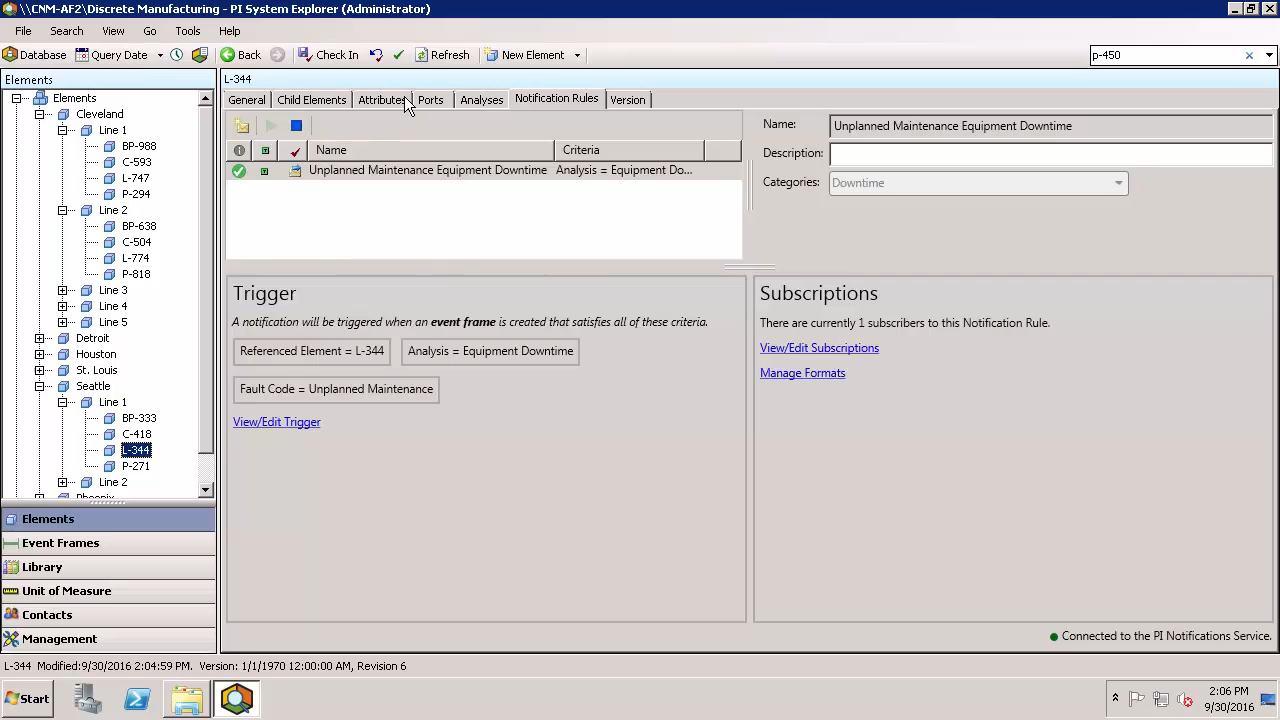 \\CNM-AF2\Discrete Manufacturing - PI System Explorer (Administrator)
File Search View Go Tools Help
Database Query Date Back Check In Refresh New Element p-450
Elements
L-344
Elements
Cleveland
Line 1
BP-988
C-593
L-747
P-294
Line 2
BP-638
C-504
L-774
P-818
Line 3
Line 4
Line 5
Detroit
Houston
St. Louis
Seattle
Line 1
BP-333
C-418
L-344
P-271
Line 2
Phoenix
Elements
Event Frames
Library
Unit of Measure
Contacts
Management
General Child Elements Attributes Ports Analyses Notification Rules Version
Name Criteria
Unplanned Maintenance Equipment Downtime Analysis = Equipment Do...
Name: Unplanned Maintenance Equipment Downtime
Description:
Categories: Downtime
Trigger
A notification will be triggered when an event frame is created that satisfies all of these criteria.
Referenced Element = L-344 Analysis = Equipment Downtime
Fault Code = Unplanned Maintenance
View/Edit Trigger
Subscriptions
There are currently 1 subscribers to this Notification Rule.
View/Edit Subscriptions
Manage Formats
Connected to the PI Notifications Service.
L-344 Modified:9/30/2016 2:04:59 PM. Version: 1/1/1970 12:00:00 AM, Revision 6
Start
2:06 PM
9/30/2016